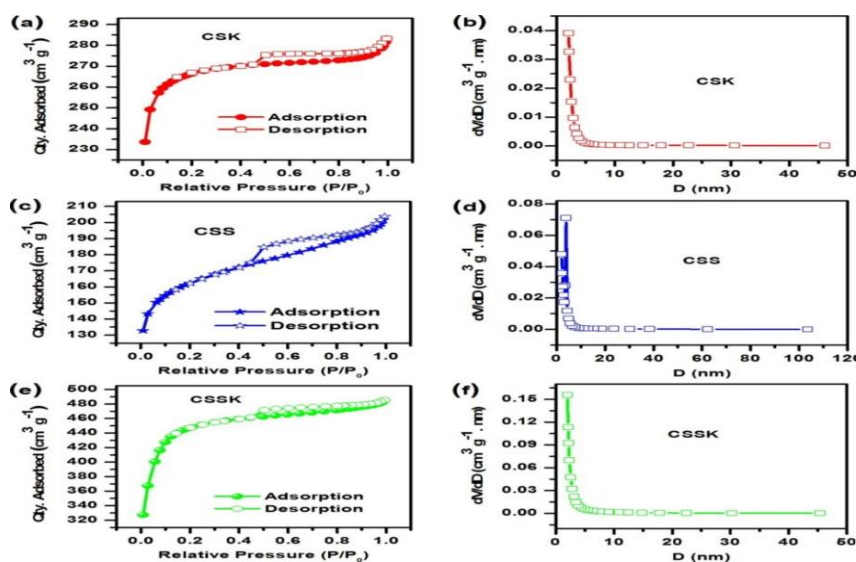 (a)
CSK
Qty. Adsorbed (cm³ g⁻¹)
290
280
270
260
250
240
230
Adsorption
Desorption
0.0 0.2 0.4 0.6 0.8 1.0
Relative Pressure (P/P₀)
(b)
CSK
dV/dD (cm³ g⁻¹. nm)
0.04
0.03
0.02
0.01
0.00
0 10 20 30 40 50
D (nm)
(c)
CSS
Qty. Adsorbed (cm³ g⁻¹)
210
200
190
180
170
160
150
140
130
Adsorption
Desorption
0.0 0.2 0.4 0.6 0.8 1.0
Relative Pressure (P/P₀)
(d)
CSS
dV/dD (cm³ g⁻¹. nm)
0.08
0.06
0.04
0.02
0.00
0 20 40 60 80 100 120
D (nm)
(e)
CSSK
Qty. Adsorbed (cm³ g⁻¹)
500
480
460
440
420
400
380
360
340
320
Adsorption
Desorption
0.0 0.2 0.4 0.6 0.8 1.0
Relative Pressure (P/P₀)
(f)
CSSK
dV/dD (cm³ g⁻¹. nm)
0.15
0.12
0.09
0.06
0.03
0.00
0 10 20 30 40 50
D (nm)